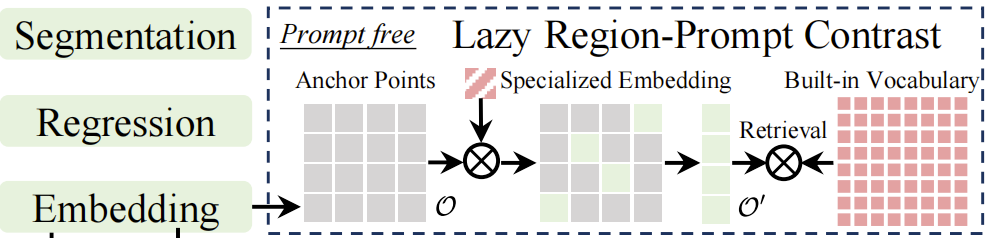 Segmentation
Regression
Embedding
Prompt free
Lazy Region-Prompt Contrast
Anchor Points
Specialized Embedding
Built-in Vocabulary
Retrieval
𝒪
𝒪′